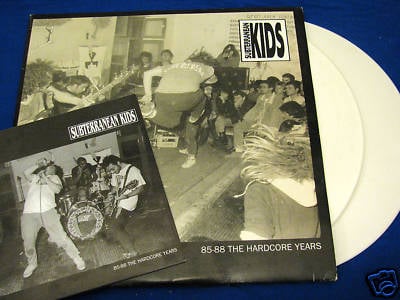 SUBTERRANEAN
KIDS
85-88 THE HARDCORE YEARS
SUBTERRANEAN KIDS
85-88 THE HARDCORE YEARS